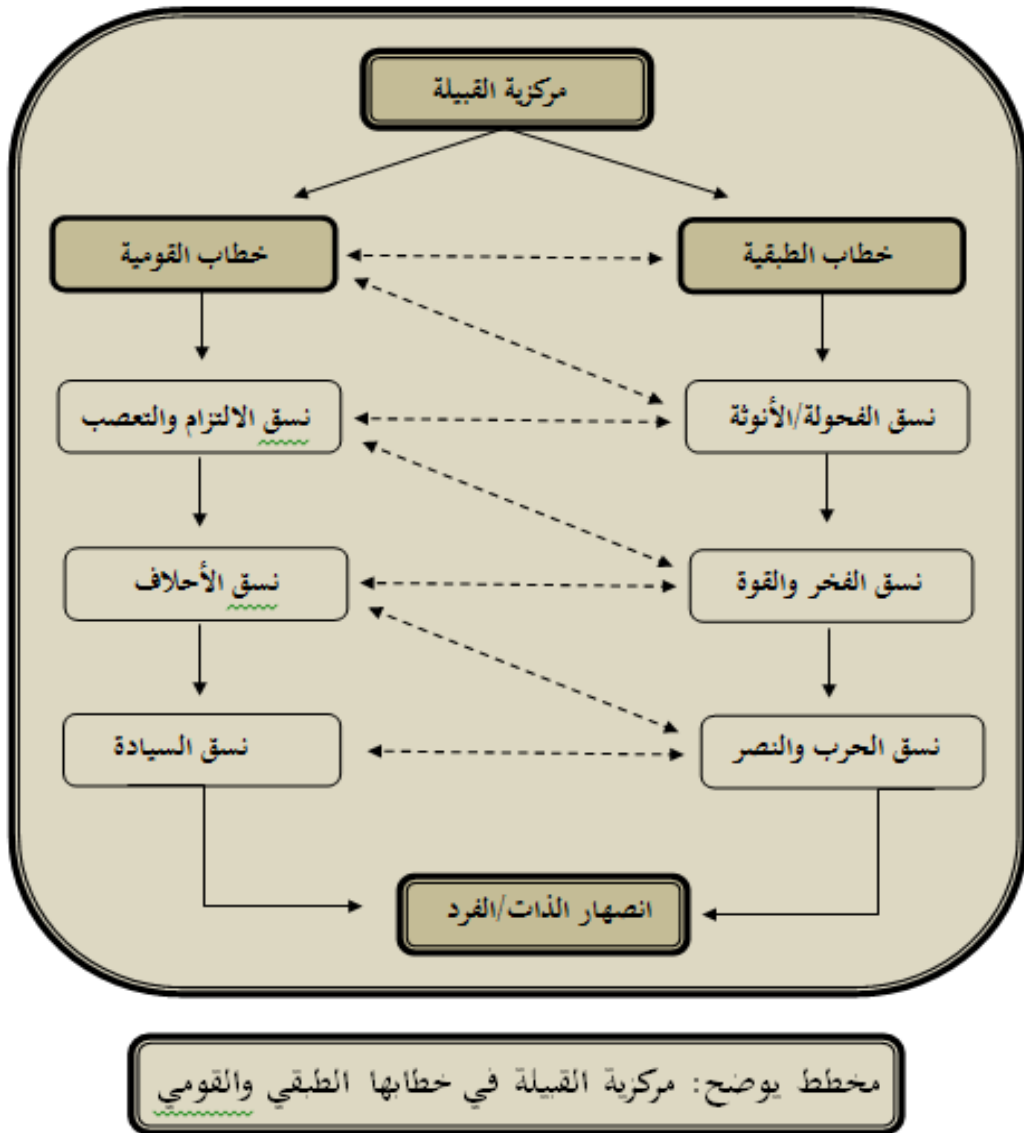 مركزية القبيلة
خطاب الطبقية
خطاب القومية
نسق الفحولة/الأنوثة
نسق الالتزام والتعصب
نسق الفخر والقوة
نسق الأحلاف
نسق الحرب والنصر
نسق السيادة
انصهار الذات/الفرد
مخطط يوضح: مركزية القبيلة في خطابها الطبقي والقومي